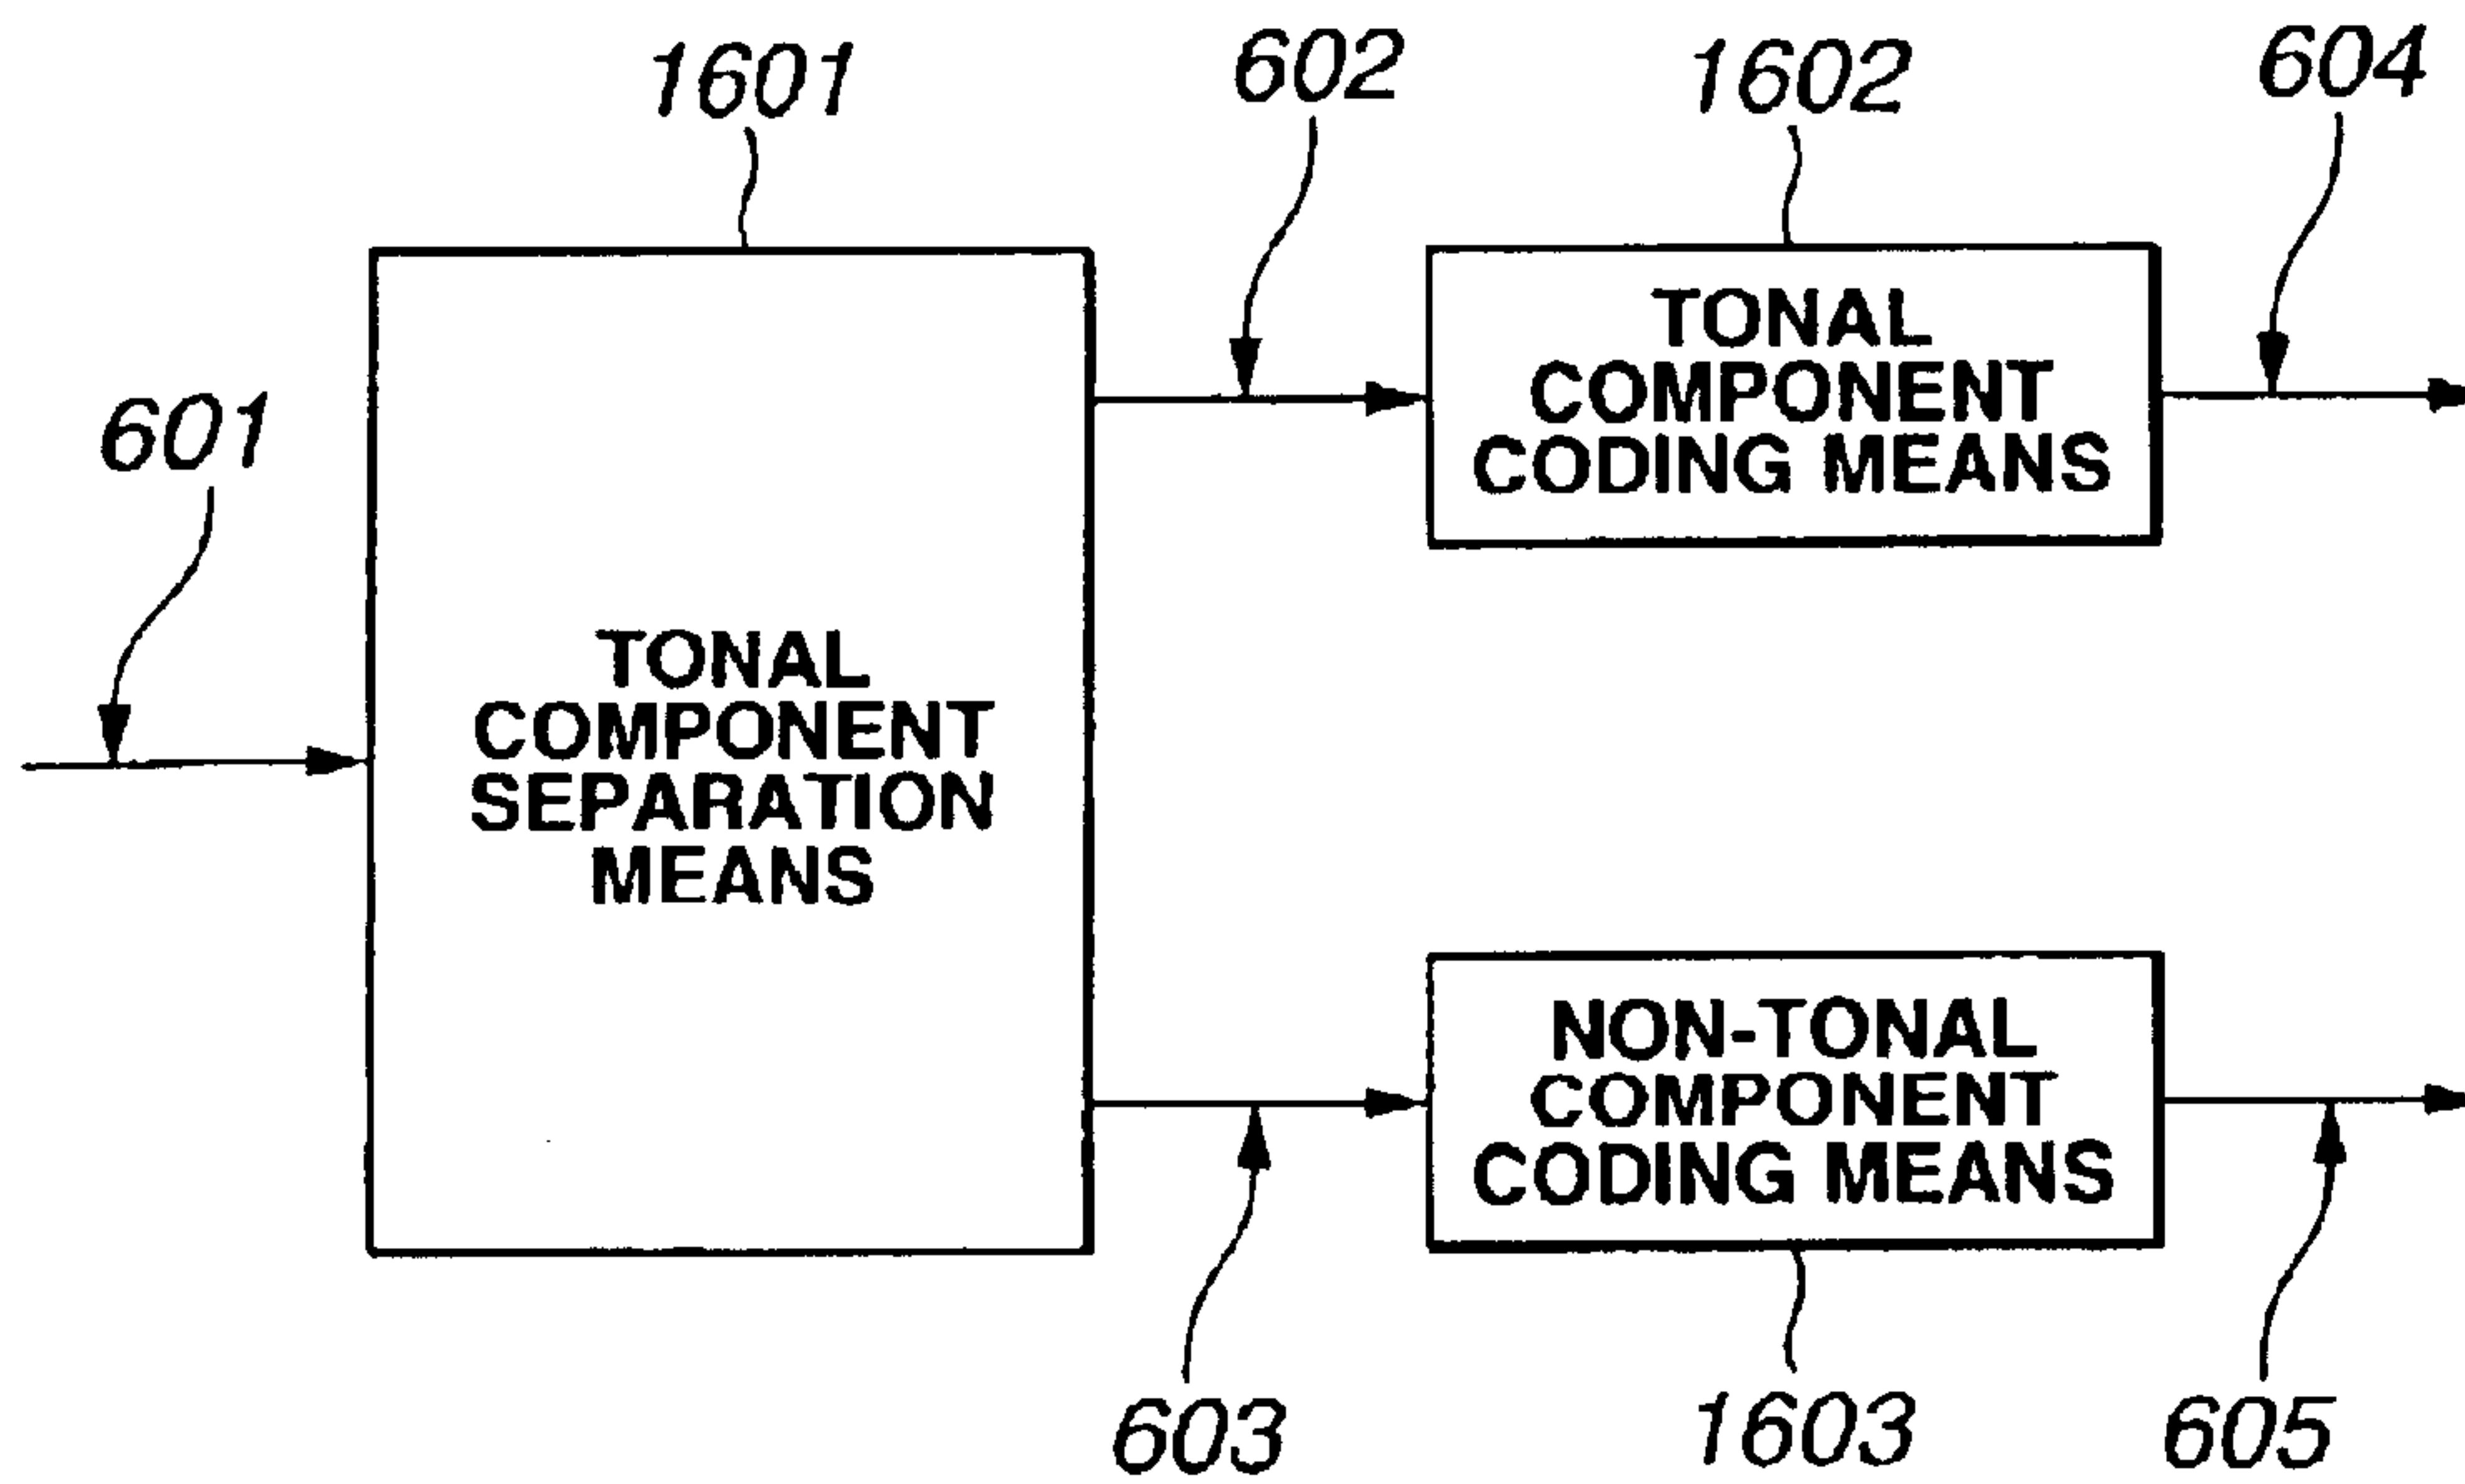 1601
602
1602
604
601
TONAL
COMPONENT
SEPARATION
MEANS
TONAL
COMPONENT
CODING MEANS
NON-TONAL
COMPONENT
CODING MEANS
603
1603
605